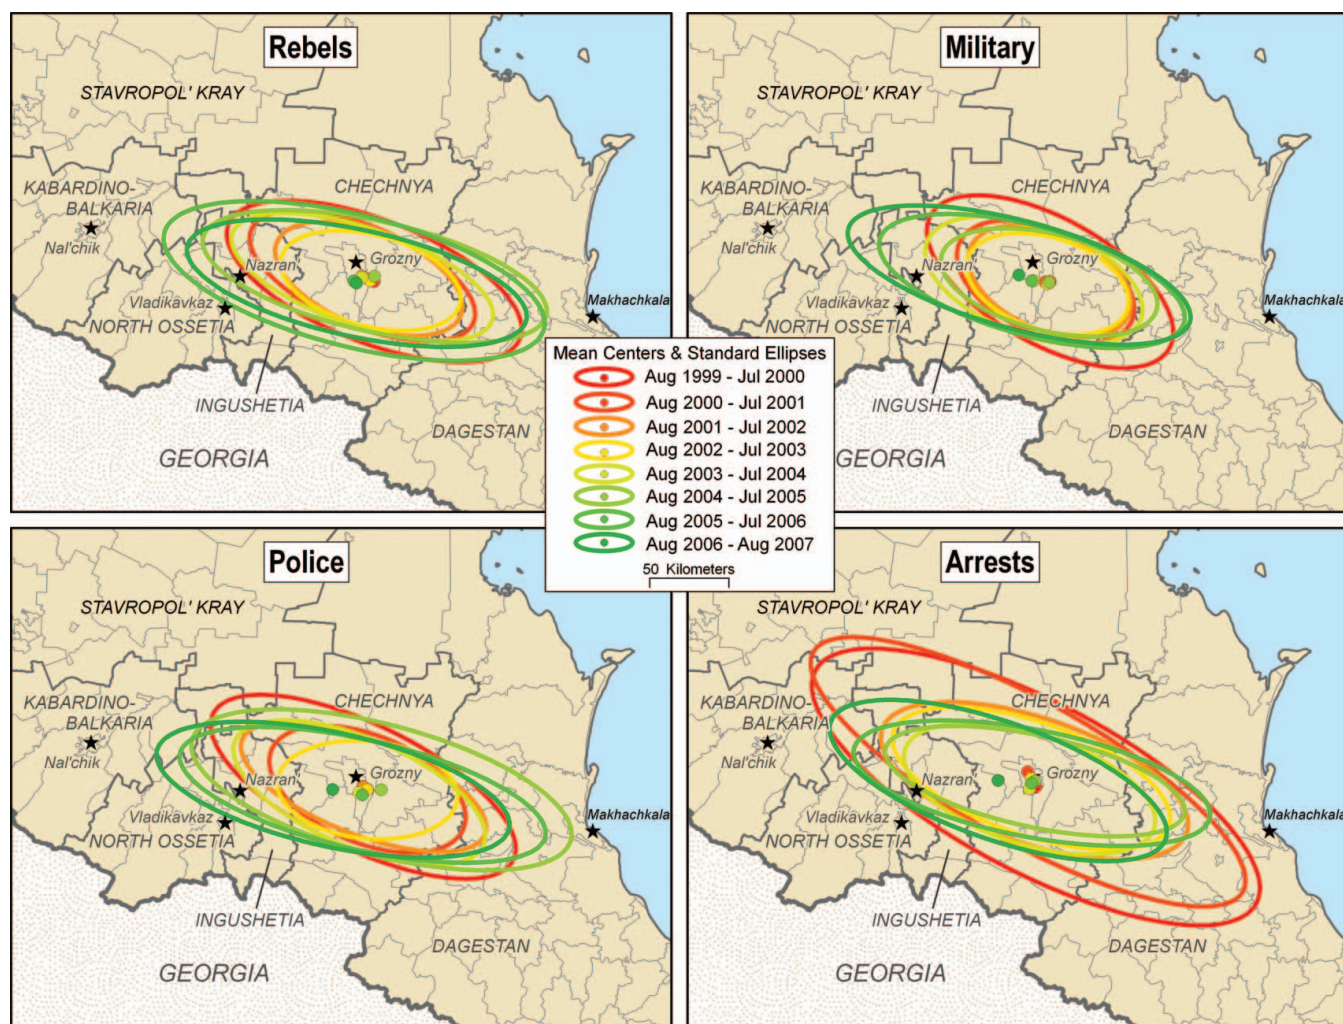 Rebels
STAVROPOL' KRAY
KABARDINO-
BALKARIA
Nal'chik
CHECHNYA
Grozny
Nazran
Vladikavkaz
NORTH OSSETIA
Makhachkala
INGUSHETIA
DAGESTAN
GEORGIA
Military
STAVROPOL' KRAY
KABARDINO-
BALKARIA
Nal'chik
CHECHNYA
Grozny
Nazran
Vladikavkaz
NORTH OSSETIA
Makhachkala
INGUSHETIA
DAGESTAN
GEORGIA
Mean Centers & Standard Ellipses
Aug 1999 - Jul 2000
Aug 2000 - Jul 2001
Aug 2001 - Jul 2002
Aug 2002 - Jul 2003
Aug 2003 - Jul 2004
Aug 2004 - Jul 2005
Aug 2005 - Jul 2006
Aug 2006 - Aug 2007
50 Kilometers
Police
STAVROPOL' KRAY
KABARDINO-
BALKARIA
Nal'chik
CHECHNYA
Grozny
Nazran
Vladikavkaz
NORTH OSSETIA
Makhachkala
INGUSHETIA
DAGESTAN
GEORGIA
Arrests
STAVROPOL' KRAY
KABARDINO-
BALKARIA
Nal'chik
CHECHNYA
Grozny
Nazran
Vladikavkaz
NORTH OSSETIA
Makhachkala
INGUSHETIA
DAGESTAN
GEORGIA